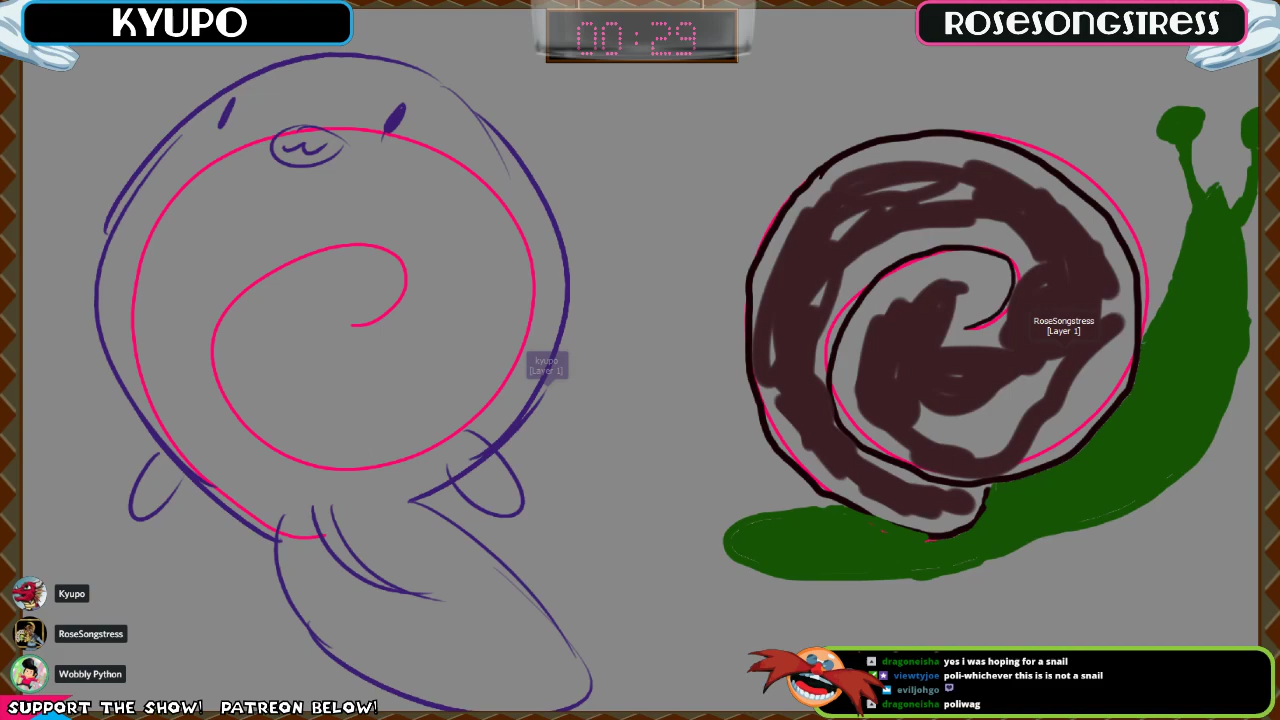 KYUPO
00:29
ROSESONGSTRESS
RoseSongstress
[Layer 1]
kyupo
[Layer 1]
Kyupo
RoseSongstress
Wobbly Python
SUPPORT THE SHOW! PATREON BELOW!
dragoneisha yes i was hoping for a snail
viewtyjoe poli-whichever this is is not a snail
eviljohgo
dragoneisha poliwag